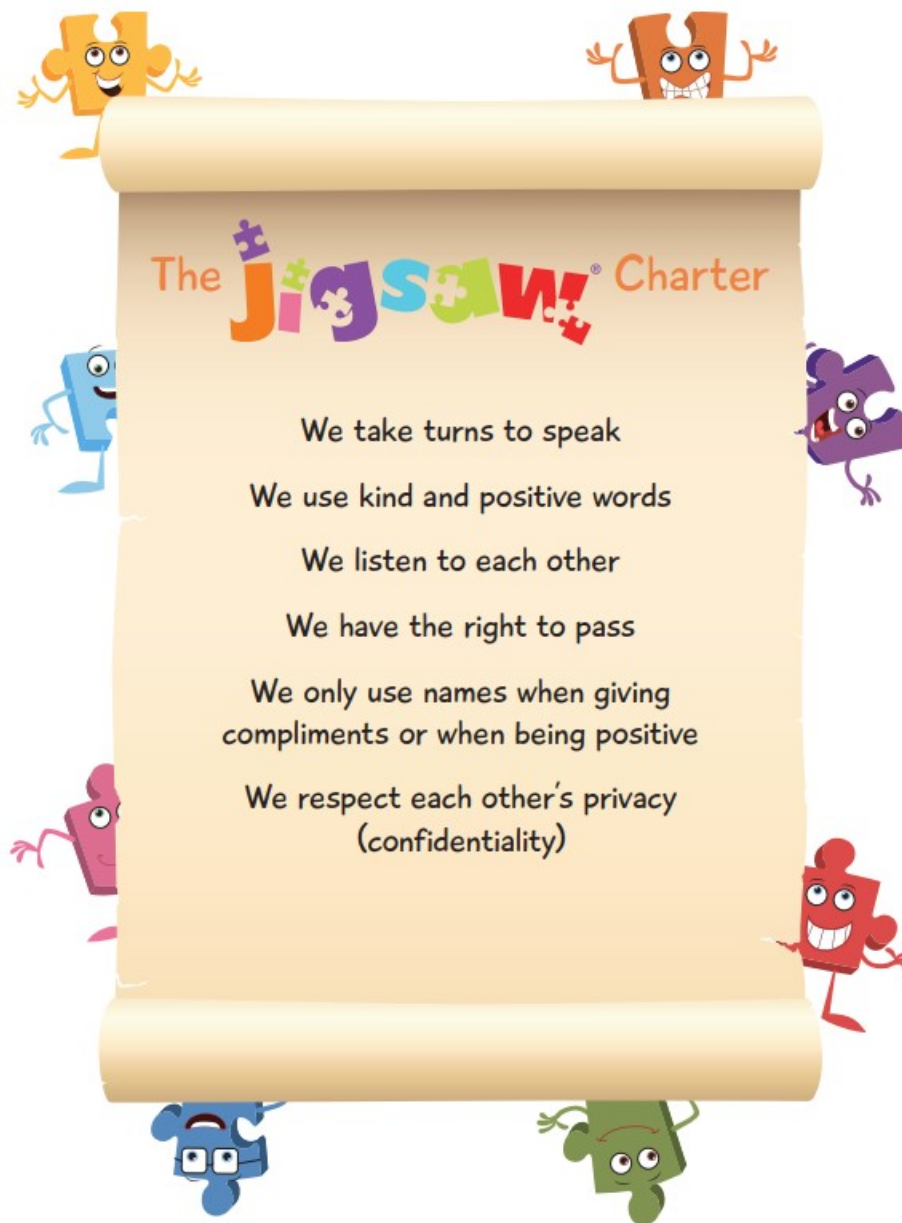 The jigsaw® Charter
We take turns to speak
We use kind and positive words
We listen to each other
We have the right to pass
We only use names when giving
compliments or when being positive
We respect each other's privacy
(confidentiality)